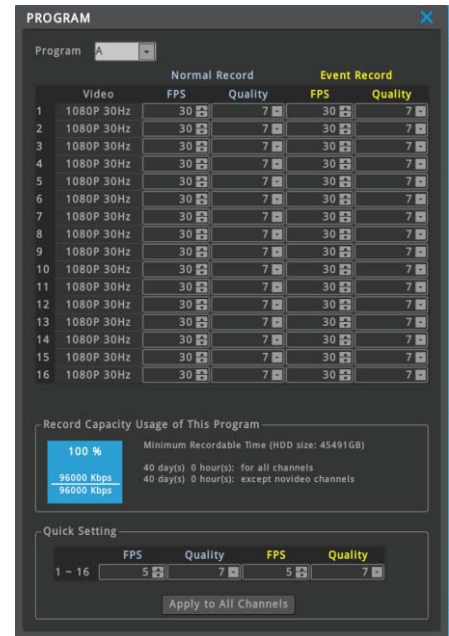 PROGRAM
Program A
Normal Record Event Record
Video FPS Quality FPS Quality
1 1080P 30Hz 30 7 30 7
2 1080P 30Hz 30 7 30 7
3 1080P 30Hz 30 7 30 7
4 1080P 30Hz 30 7 30 7
5 1080P 30Hz 30 7 30 7
6 1080P 30Hz 30 7 30 7
7 1080P 30Hz 30 7 30 7
8 1080P 30Hz 30 7 30 7
9 1080P 30Hz 30 7 30 7
10 1080P 30Hz 30 7 30 7
11 1080P 30Hz 30 7 30 7
12 1080P 30Hz 30 7 30 7
13 1080P 30Hz 30 7 30 7
14 1080P 30Hz 30 7 30 7
15 1080P 30Hz 30 7 30 7
16 1080P 30Hz 30 7 30 7
Record Capacity Usage of This Program
100 %
96000 Kbps
96000 Kbps
Minimum Recordable Time (HDD size: 45491GB)
40 day(s) 0 hour(s): for all channels
40 day(s) 0 hour(s): except novideo channels
Quick Setting
FPS Quality FPS Quality
1 ~ 16 5 7 5 7
Apply to All Channels